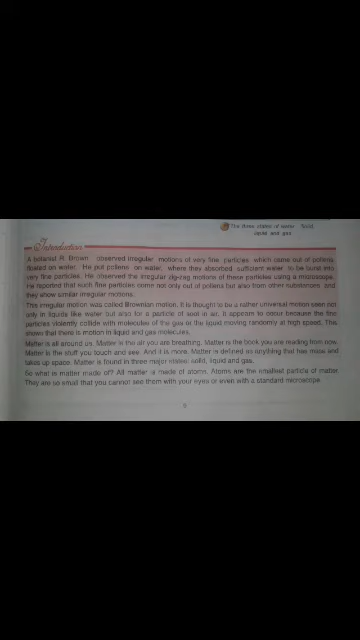 The three states of water : Solid,
liquid and gas
Introduction
A botanist R. Brown observed irregular motions of very fine particles which came out of pollens
floated on water. He put pollens on water, where they absorbed sufficient water to be burst into
very fine particles. He observed the irregular zig-zag motions of these particles using a microscope.
He reported that such fine particles come not only out of pollens but also from other substances and
they show similar irregular motions.
This irregular motion was called Brownian motion. It is thought to be a rather universal motion seen not
only in liquids like water but also for a particle of soot in air. It appears to occur because the fine
particles violently collide with molecules of the gas or the liquid moving randomly at high speed. This
shows that there is motion in liquid and gas molecules.
Matter is all around us. Matter is the air you are breathing. Matter is the book you are reading from now.
Matter is the stuff you touch and see. And it is more. Matter is defined as anything that has mass and
takes up space. Matter is found in three major states; solid, liquid and gas.
So what is matter made of? All matter is made of atoms. Atoms are the smallest particle of matter.
They are so small that you cannot see them with your eyes or even with a standard microscope.
9